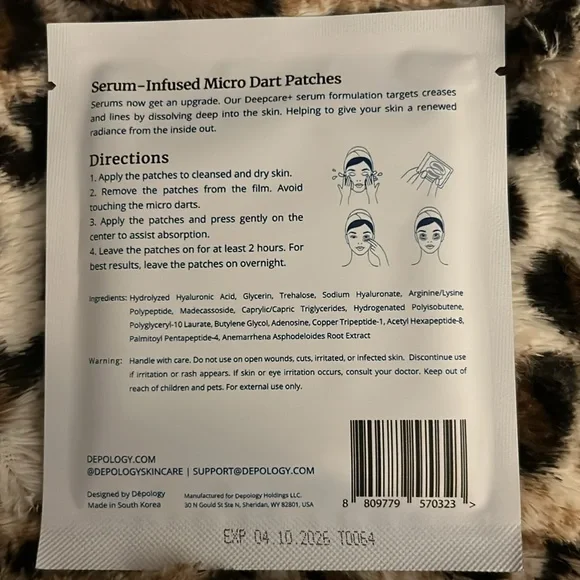 Serum-Infused Micro Dart Patches
Serums now get an upgrade. Our Deepcare+ serum formulation targets creases
and lines by dissolving deep into the skin. Helping to give your skin a renewed
radiance from the inside out.
Directions
1. Apply the patches to cleansed and dry skin.
2. Remove the patches from the film. Avoid
touching the micro darts.
3. Apply the patches and press gently on the
center to assist absorption.
4. Leave the patches on for at least 2 hours. For
best results, leave the patches on overnight.
Ingredients: Hydrolyzed Hyaluronic Acid, Glycerin, Trehalose, Sodium Hyaluronate, Arginine/Lysine
Polypeptide, Madecassoside, Caprylic/Capric Triglycerides, Hydrogenated Polyisobutene,
Polyglyceryl-10 Laurate, Butylene Glycol, Adenosine, Copper Tripeptide-1, Acetyl Hexapeptide-8,
Palmitoyl Pentapeptide-4, Anemarrhena Asphodeloides Root Extract
Warning: Handle with care. Do not use on open wounds, cuts, irritated, or infected skin. Discontinue use
if irritation or rash appears. If skin or eye irritation occurs, consult your doctor. Keep out of
reach of children and pets. For external use only.
DEPOLOGY.COM
@DEPOLOGYSKINCARE | SUPPORT@DEPOLOGY.COM
Designed by Dēpology
Made in South Korea
Manufactured for Depology Holdings LLC.
30 N Gould St Ste N, Sheridan, WY 82801, USA
8 809779 570323 >
EXP 04.10.2026 T0064